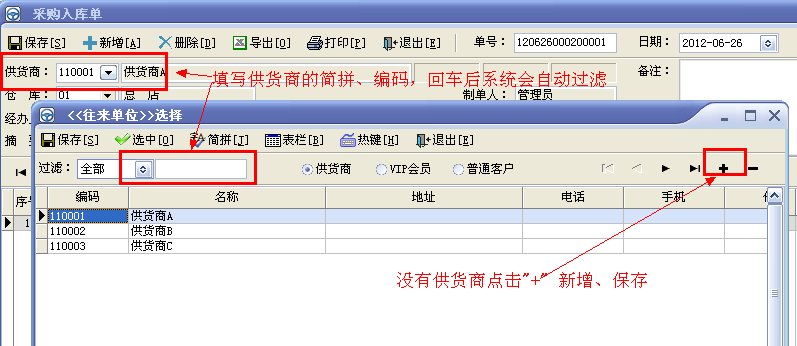 采购入库单
保存[S] 新增[A] 删除[D] 导出[O] 打印[P] 退出[E] 单号： 120626000200001 日期： 2012-06-26
供货商： 110001 供货商A 填写供货商的简拼、编码，回车后系统会自动过滤 备注：
仓 库： 01 总 店 制单人： 管理员
经办
摘
<<往来单位>>选择
保存[S] 选中[O] 简拼[J] 表栏[B] 热键[H] 退出[E]
过滤： 全部 供货商 VIP会员 普通客户
序号
编码 名称 地址 电话 手机
1
110001 供货商A
110002 供货商B
110003 供货商C
没有供货商点击"+" 新增、保存